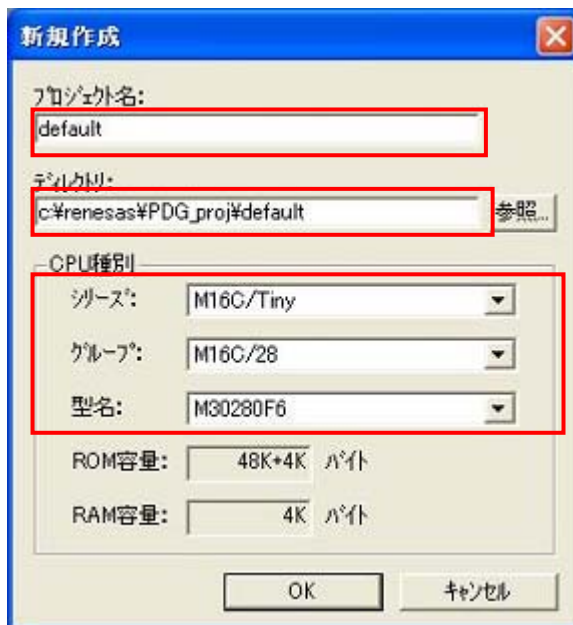 新規作成
ﾌﾟﾛｼﾞｪｸﾄ名:
default
ﾃﾞｨﾚｸﾄﾘ:
c:¥renesas¥PDG_proj¥default 参照...
CPU種別
ｼﾘｰｽﾞ: M16C/Tiny
ｸﾞﾙｰﾌﾟ: M16C/28
型名: M30280F6
ROM容量: 48K+4K ﾊﾞｲﾄ
RAM容量: 4K ﾊﾞｲﾄ
OK ｷｬﾝｾﾙ